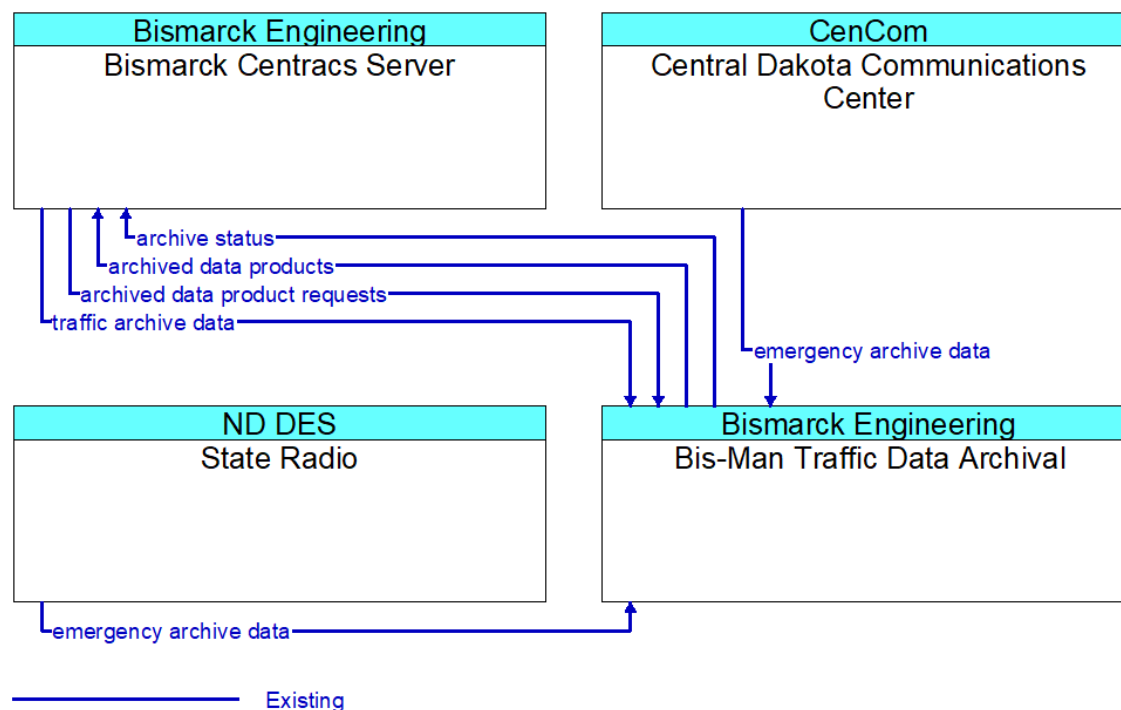 Bismarck Engineering
Bismarck Centracs Server
CenCom
Central Dakota Communications
Center
archive status
archived data products
archived data product requests
traffic archive data
emergency archive data
ND DES
State Radio
Bismarck Engineering
Bis-Man Traffic Data Archival
emergency archive data
Existing